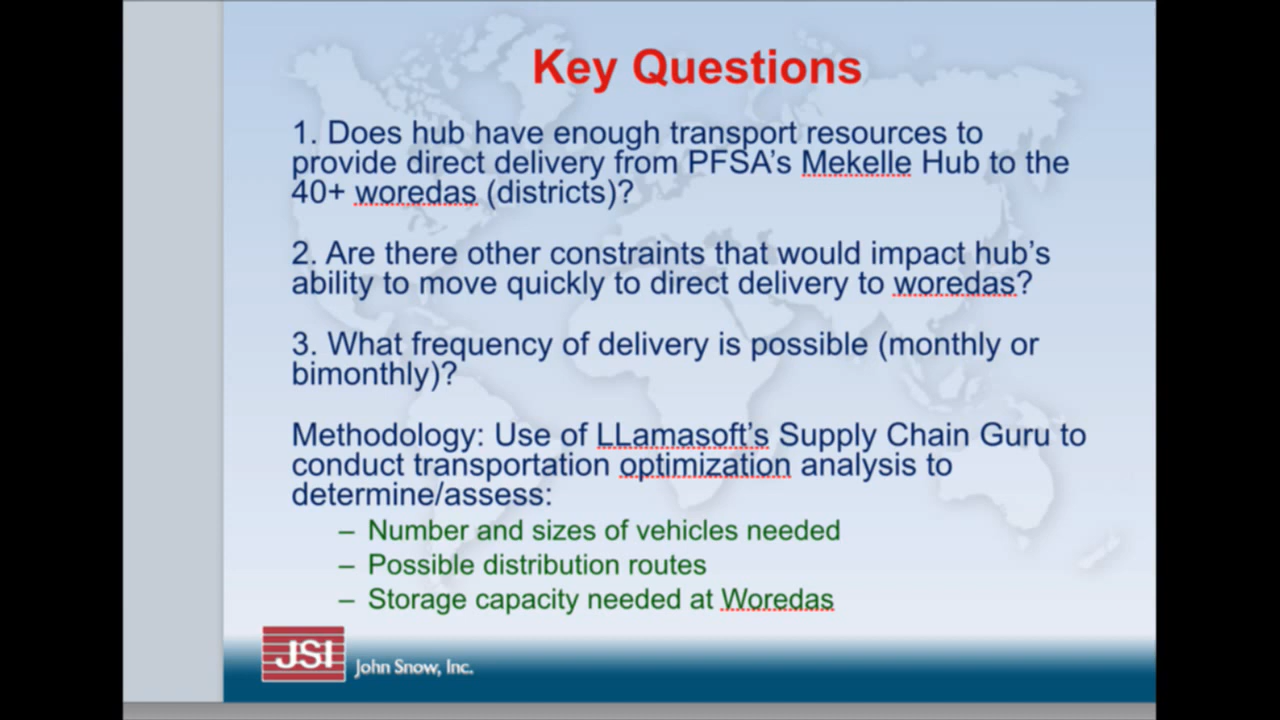 Key Questions
1. Does hub have enough transport resources to
provide direct delivery from PFSA's Mekelle Hub to the
40+ woredas (districts)?
2. Are there other constraints that would impact hub's
ability to move quickly to direct delivery to woredas?
3. What frequency of delivery is possible (monthly or
bimonthly)?
Methodology: Use of LLamasoft's Supply Chain Guru to
conduct transportation optimization analysis to
determine/assess:
– Number and sizes of vehicles needed
– Possible distribution routes
– Storage capacity needed at Woredas
JSI John Snow, Inc.